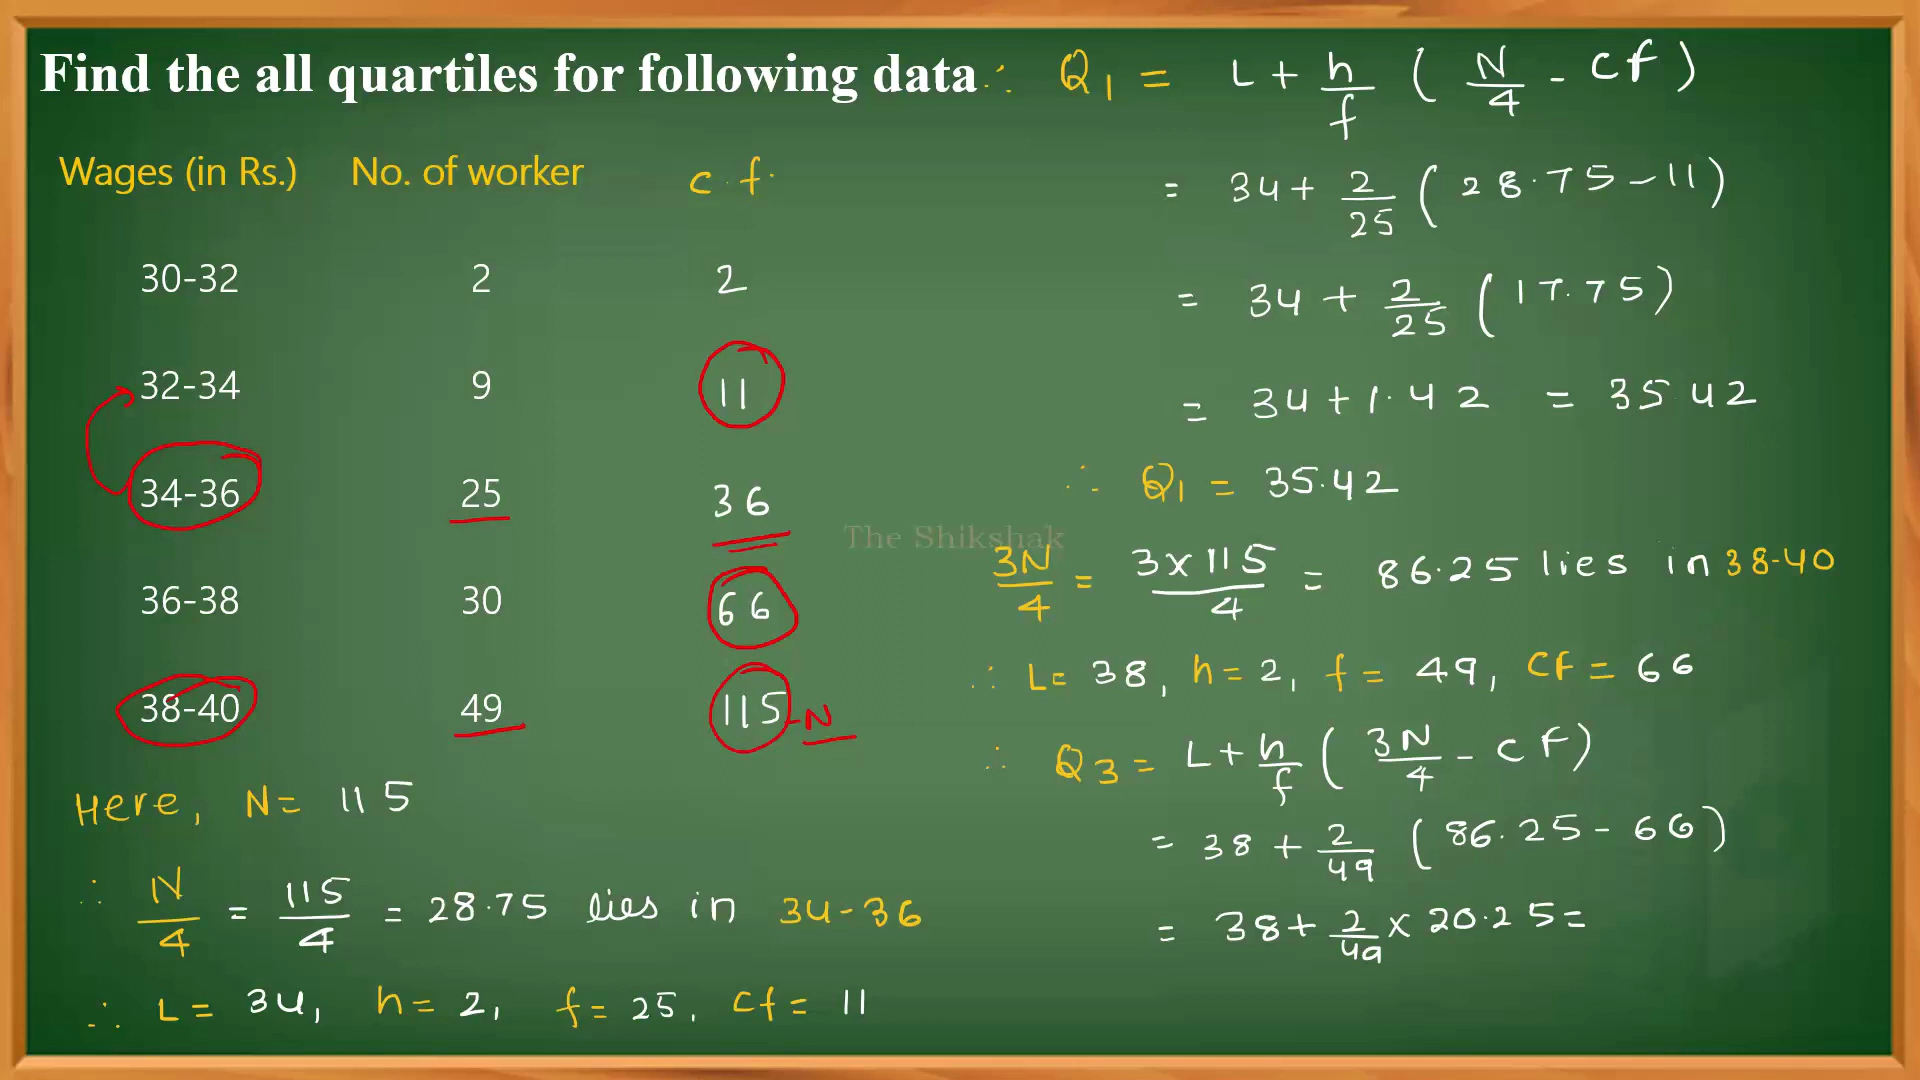 Find the all quartiles for following data
Wages (in Rs.) No. of worker c.f.
30-32 2 2
32-34 9 11
34-36 25 36
36-38 30 66
38-40 49 115 - N
Here, N = 115
∴ N/4 = 115/4 = 28.75 lies in 34-36
∴ L = 34, h = 2, f = 25, cf = 11
∴ Q1 = L + h/f ( N/4 - cf )
= 34 + 2/25 ( 28.75 - 11 )
= 34 + 2/25 ( 17.75 )
= 34 + 1.42 = 35 42
∴ Q1 = 35.42
The Shikshak
3N/4 = 3 x 115/4 = 86.25 lies in 38-40
∴ L = 38, h = 2, f = 49, cf = 66
∴ Q3 = L + h/f ( 3N/4 - cf )
= 38 + 2/49 ( 86.25 - 66 )
= 38 + 2/49 x 20.25 =